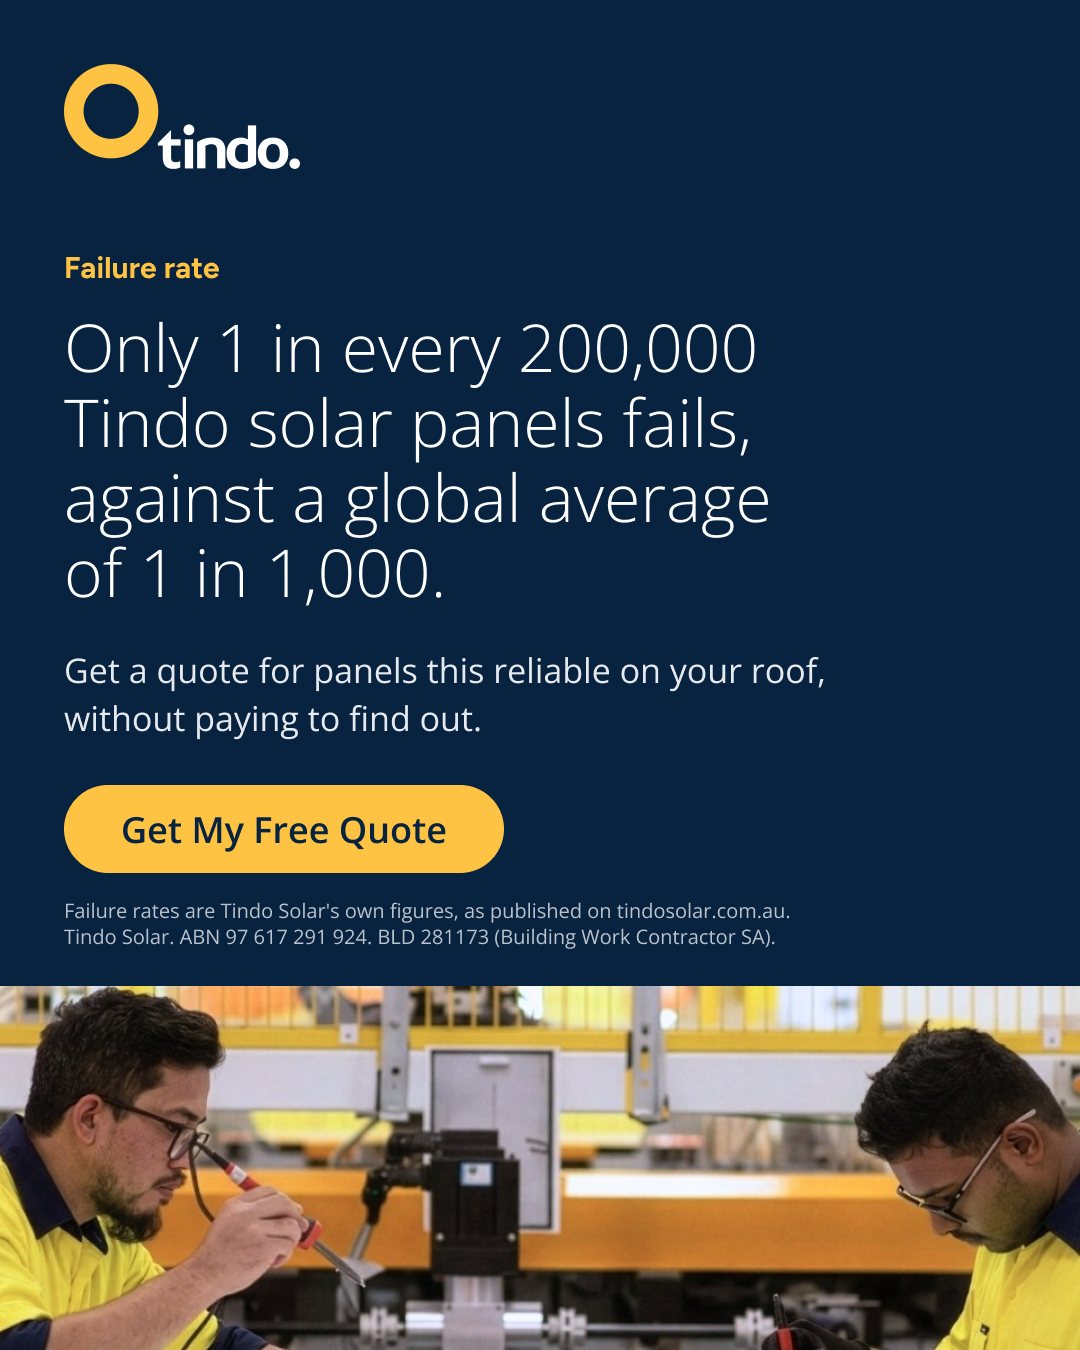 tindo.
Failure rate
Only 1 in every 200,000
Tindo solar panels fails,
against a global average
of 1 in 1,000.
Get a quote for panels this reliable on your roof,
without paying to find out.
Get My Free Quote
Failure rates are Tindo Solar's own figures, as published on tindosolar.com.au.
Tindo Solar. ABN 97 617 291 924. BLD 281173 (Building Work Contractor SA).